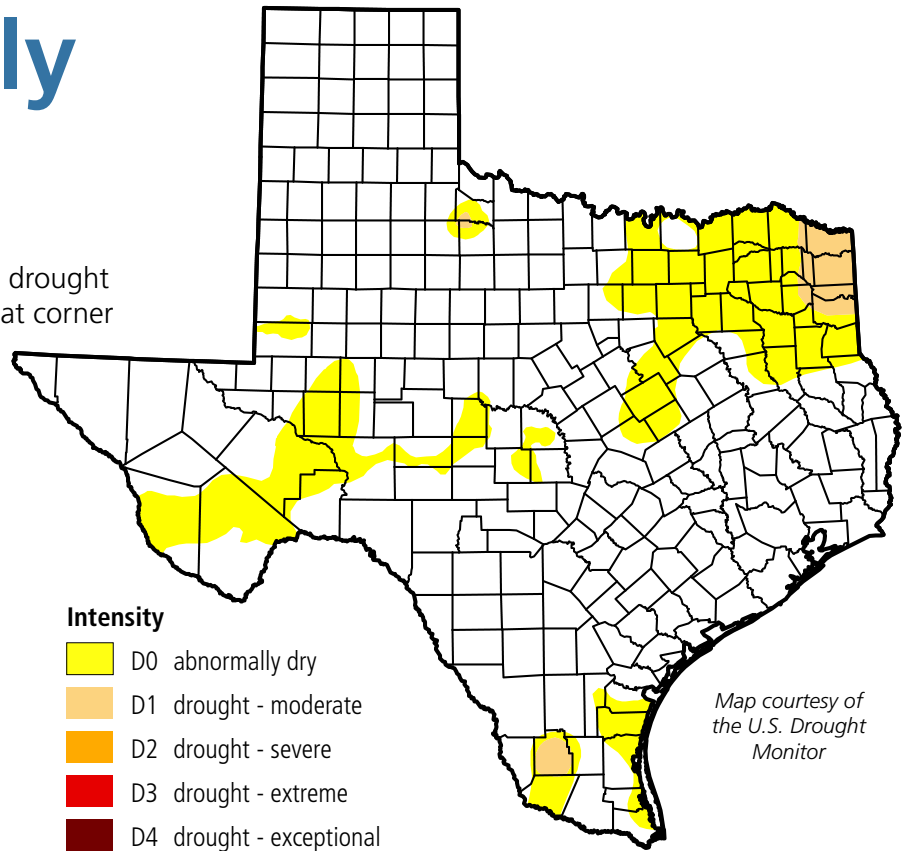 ly
drought
at corner
Intensity
D0 abnormally dry
D1 drought - moderate
D2 drought - severe
D3 drought - extreme
D4 drought - exceptional
Map courtesy of
the U.S. Drought
Monitor